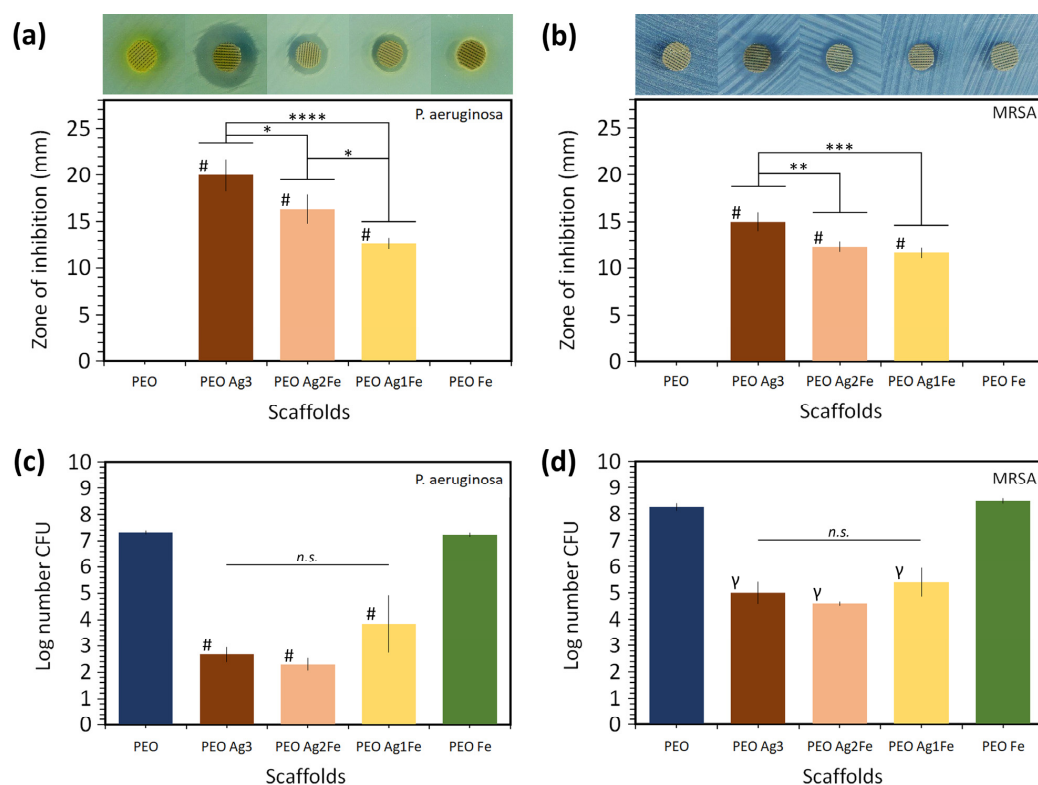 (a)
P. aeruginosa
Zone of inhibition (mm)
25
20
15
10
5
0
****
*
*
#
#
#
PEO
PEO Ag3
PEO Ag2Fe
PEO Ag1Fe
PEO Fe
Scaffolds
(b)
MRSA
Zone of inhibition (mm)
25
20
15
10
5
0
***
**
#
#
#
PEO
PEO Ag3
PEO Ag2Fe
PEO Ag1Fe
PEO Fe
Scaffolds
(c)
P. aeruginosa
Log number CFU
10
9
8
7
6
5
4
3
2
1
0
n.s.
#
#
#
PEO
PEO Ag3
PEO Ag2Fe
PEO Ag1Fe
PEO Fe
Scaffolds
(d)
MRSA
Log number CFU
10
9
8
7
6
5
4
3
2
1
0
n.s.
γ
γ
γ
PEO
PEO Ag3
PEO Ag2Fe
PEO Ag1Fe
PEO Fe
Scaffolds